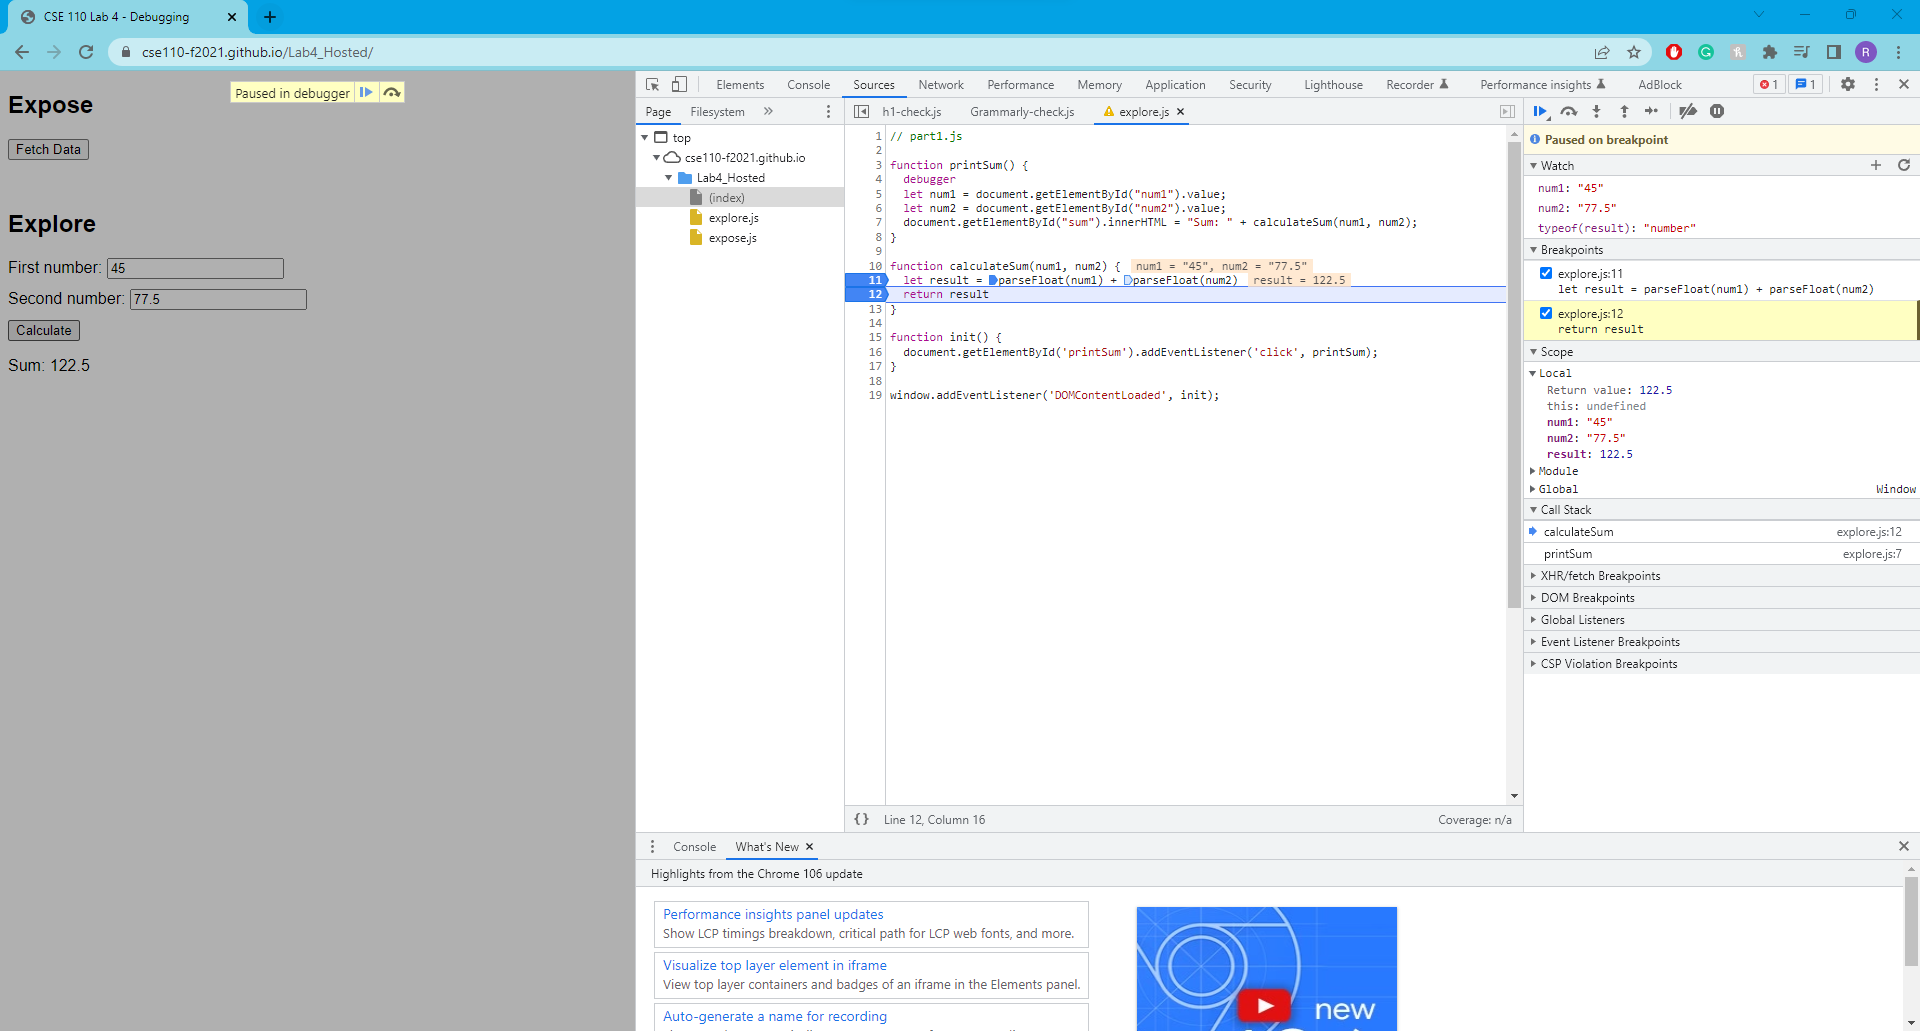 CSE 110 Lab 4 - Debugging
cse110-f2021.github.io/Lab4_Hosted/
R
Expose
Paused in debugger
Fetch Data
Explore
First number: 45
Second number: 77.5
Calculate
Sum: 122.5
Elements Console Sources Network Performance Memory Application Security Lighthouse Recorder Performance insights AdBlock 1 1
Page Filesystem
top
cse110-f2021.github.io
Lab4_Hosted
(index)
explore.js
expose.js
h1-check.js Grammarly-check.js explore.js
1 // part1.js
2
3 function printSum() {
4 debugger
5 let num1 = document.getElementById("num1").value;
6 let num2 = document.getElementById("num2").value;
7 document.getElementById("sum").innerHTML = "Sum: " + calculateSum(num1, num2);
8 }
9
10 function calculateSum(num1, num2) { num1 = "45", num2 = "77.5"
11 let result = parseFloat(num1) + parseFloat(num2) result = 122.5
12 return result
13 }
14
15 function init() {
16 document.getElementById('printSum').addEventListener('click', printSum);
17 }
18
19 window.addEventListener('DOMContentLoaded', init);
{} Line 12, Column 16 Coverage: n/a
Paused on breakpoint
Watch
num1: "45"
num2: "77.5"
typeof(result): "number"
Breakpoints
explore.js:11
let result = parseFloat(num1) + parseFloat(num2)
explore.js:12
return result
Scope
Local
Return value: 122.5
this: undefined
num1: "45"
num2: "77.5"
result: 122.5
Module
Global Window
Call Stack
calculateSum explore.js:12
printSum explore.js:7
XHR/fetch Breakpoints
DOM Breakpoints
Global Listeners
Event Listener Breakpoints
CSP Violation Breakpoints
Console What's New
Highlights from the Chrome 106 update
Performance insights panel updates
Show LCP timings breakdown, critical path for LCP web fonts, and more.
Visualize top layer element in iframe
View top layer containers and badges of an iframe in the Elements panel.
Auto-generate a name for recording
new